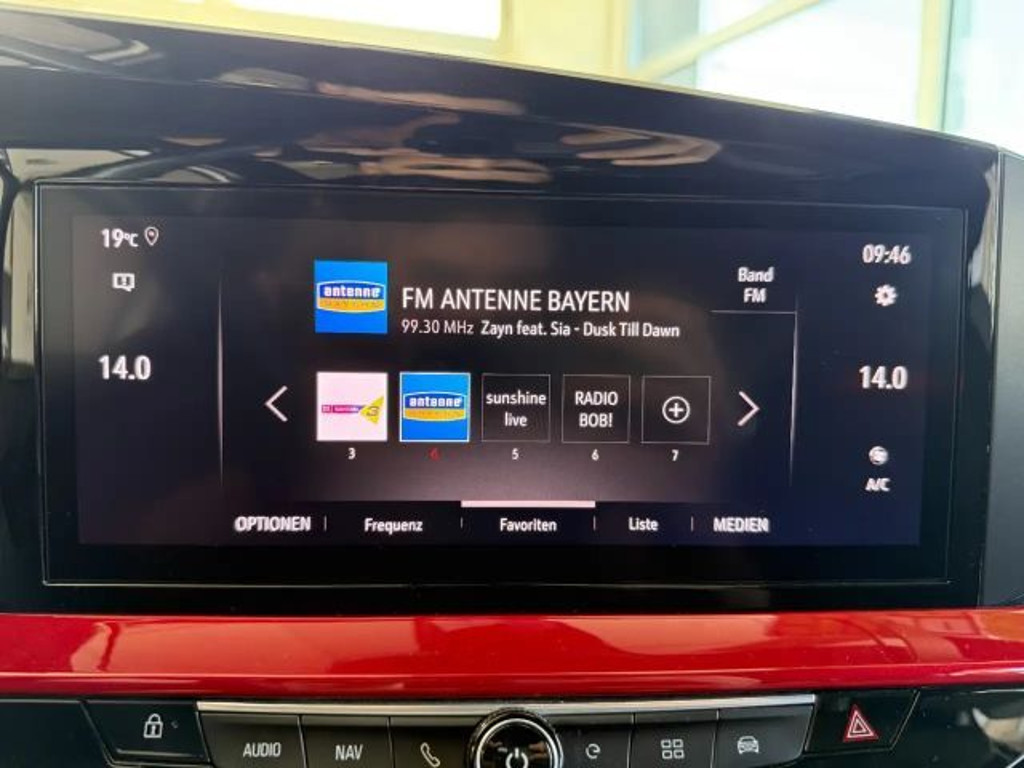 19°C
09:46
14.0
antenne
FM ANTENNE BAYERN
99.30 MHz Zayn feat. Sia - Dusk Till Dawn
Band
FM
14.0
3
antenne
sunshine
live
RADIO
BOB!
3
4
5
6
7
A/C
OPTIONEN
Frequenz
Favoriten
Liste
MEDIEN
AUDIO
NAV